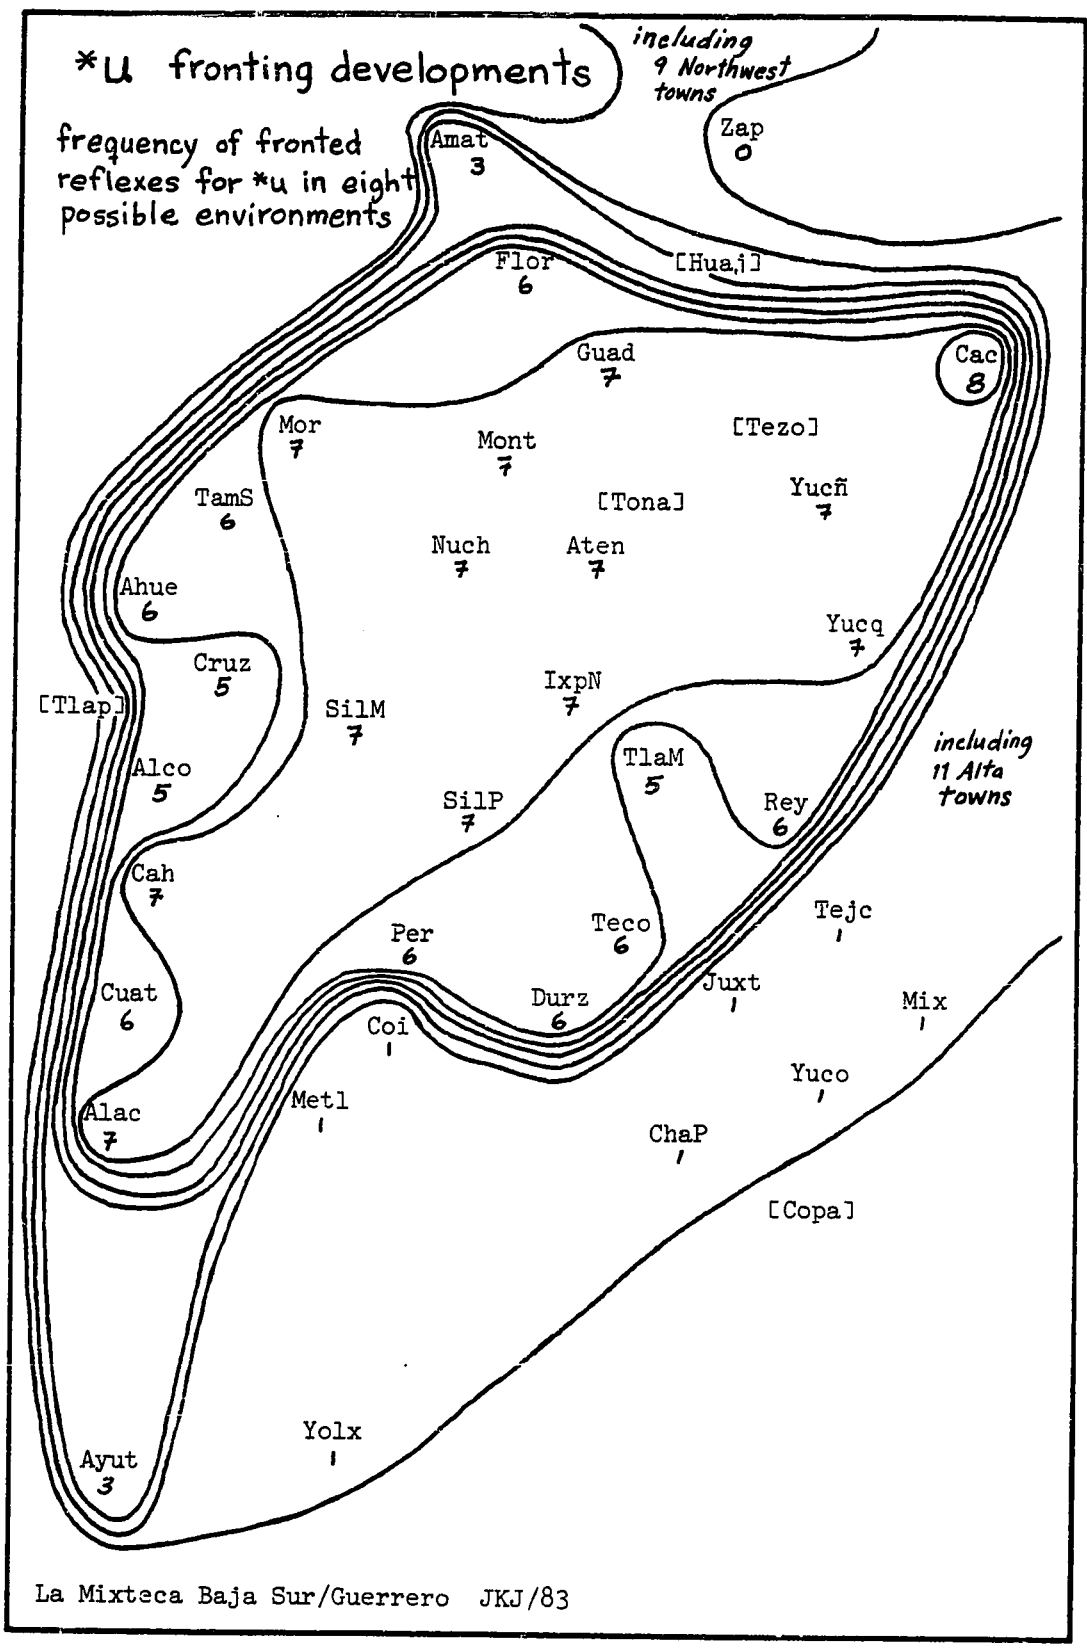 *u fronting developments
frequency of fronted
reflexes for *u in eight
possible environments
including
9 Northwest
towns
Zap
0
Amat
3
[Huaj]
Flor
6
Guad
7
Cac
8
Mor
7
Mont
7
[Tezo]
TamS
6
[Tona]
Yucñ
7
Nuch
7
Aten
7
Ahue
6
Yucq
7
Cruz
5
IxpN
7
[Tlap]
SilM
7
including
11 Alta
towns
Alco
5
TlaM
5
SilP
7
Rey
6
Cah
7
Tejc
1
Per
6
Teco
6
Cuat
6
Durz
6
Juxt
1
Mix
1
Coi
1
Yuco
1
Metl
1
Alac
7
ChaP
1
[Copa]
Yolx
1
Ayut
3
La Mixteca Baja Sur/Guerrero JKJ/83